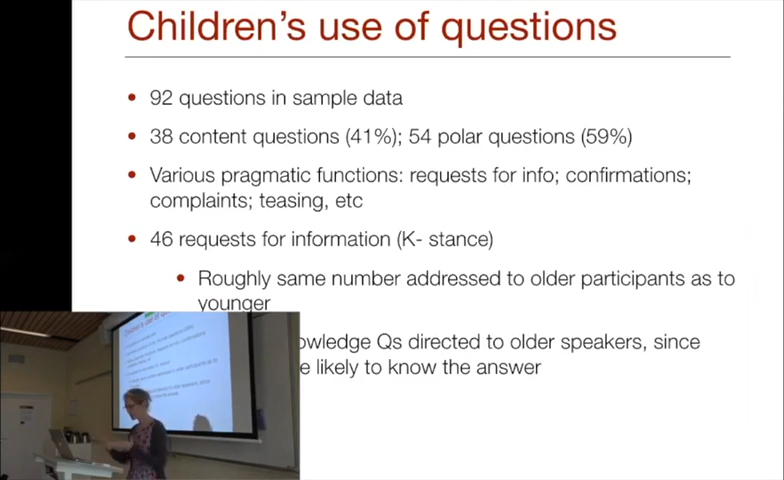 Children's use of questions
• 92 questions in sample data
• 38 content questions (41%); 54 polar questions (59%)
• Various pragmatic functions: requests for info; confirmations;
complaints; teasing, etc
• 46 requests for information (K- stance)
• Roughly same number addressed to older participants as to
younger
owledge Qs directed to older speakers, since
e likely to know the answer